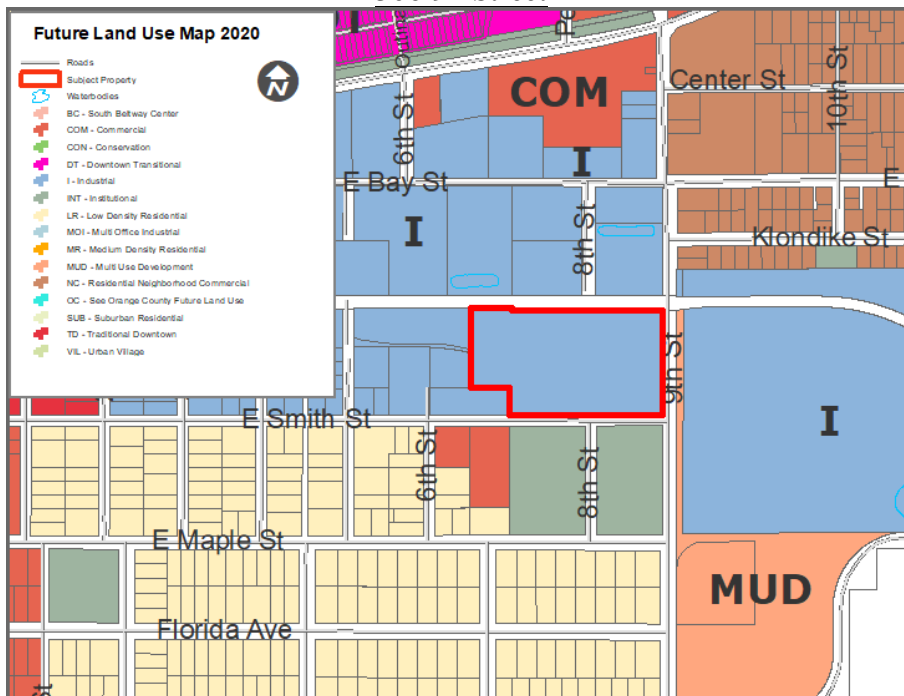 Future Land Use Map 2020
Roads
Subject Property
Waterbodies
BC - South Beltway Center
COM - Commercial
CON - Conservation
DT - Downtown Transitional
I - Industrial
INT - Institutional
LR - Low Density Residential
MOI - Multi Office Industrial
MR - Medium Density Residential
MUD - Multi Use Development
NC - Residential Neighborhood Commercial
OC - See Orange County Future Land Use
SUB - Suburban Residential
TD - Traditional Downtown
VIL - Urban Village
N
COM
Center St
10th St
6th St
I
E Bay St
E
I
8th St
Klondike St
9th St
E Smith St
I
6th St
8th St
E Maple St
MUD
Florida Ave
St